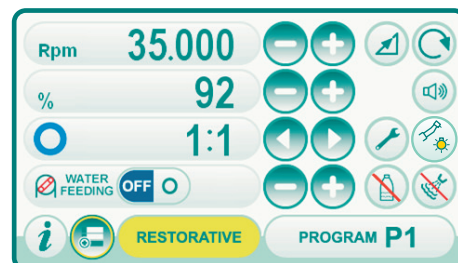 Rpm 35.000
% 92
1:1
WATER FEEDING OFF O
i RESTORATIVE PROGRAM P1